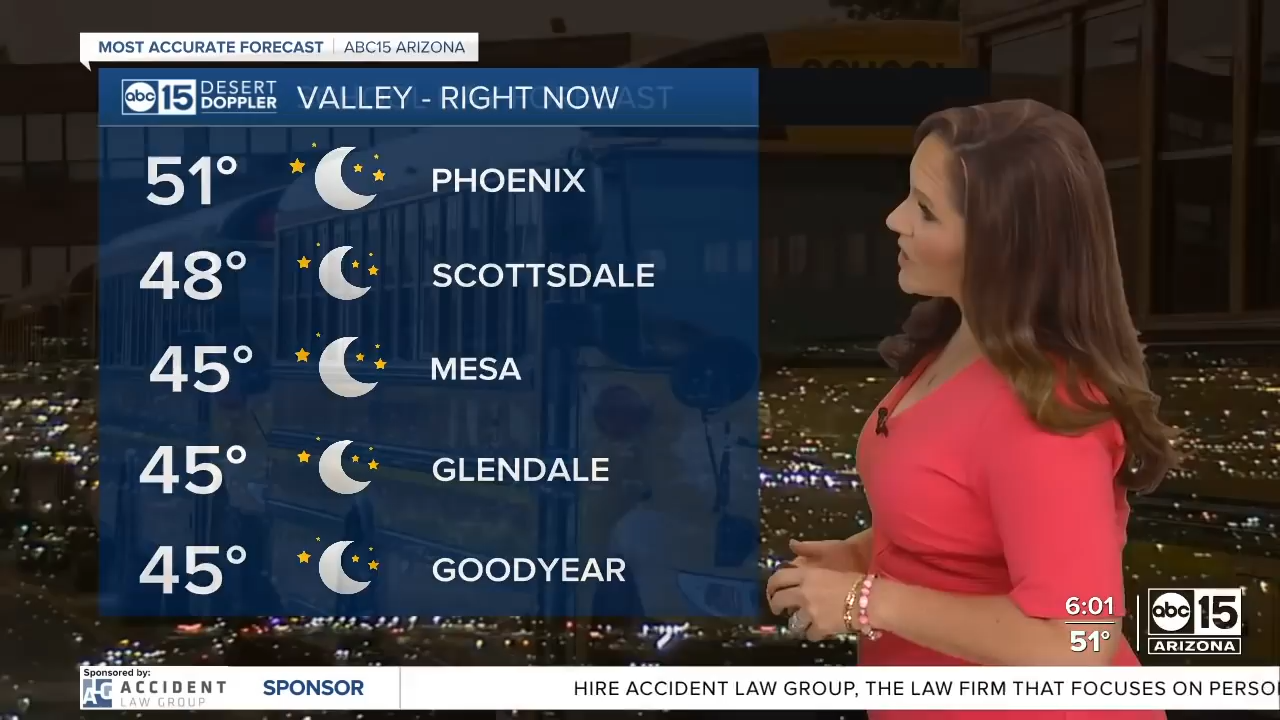 MOST ACCURATE FORECAST | ABC15 ARIZONA
abc 15 DESERT DOPPLER VALLEY - RIGHT NOW
51° PHOENIX
48° SCOTTSDALE
45° MESA
45° GLENDALE
45° GOODYEAR
6:01
51°
abc 15
ARIZONA
Sponsored by:
ALG ACCIDENT
LAW GROUP
SPONSOR
HIRE ACCIDENT LAW GROUP, THE LAW FIRM THAT FOCUSES ON PERSO